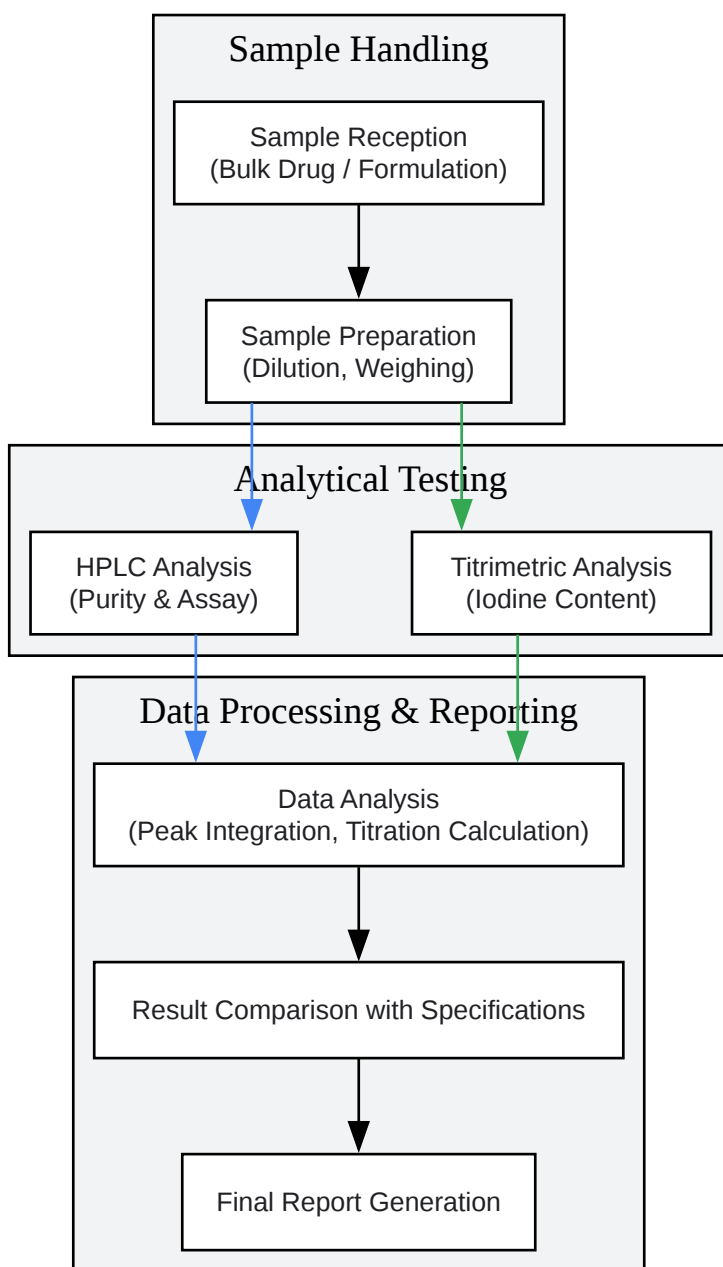 Sample Handling
Sample Reception
(Bulk Drug / Formulation)
Sample Preparation
(Dilution, Weighing)
Analytical Testing
HPLC Analysis
(Purity & Assay)
Titrimetric Analysis
(Iodine Content)
Data Processing & Reporting
Data Analysis
(Peak Integration, Titration Calculation)
Result Comparison with Specifications
Final Report Generation